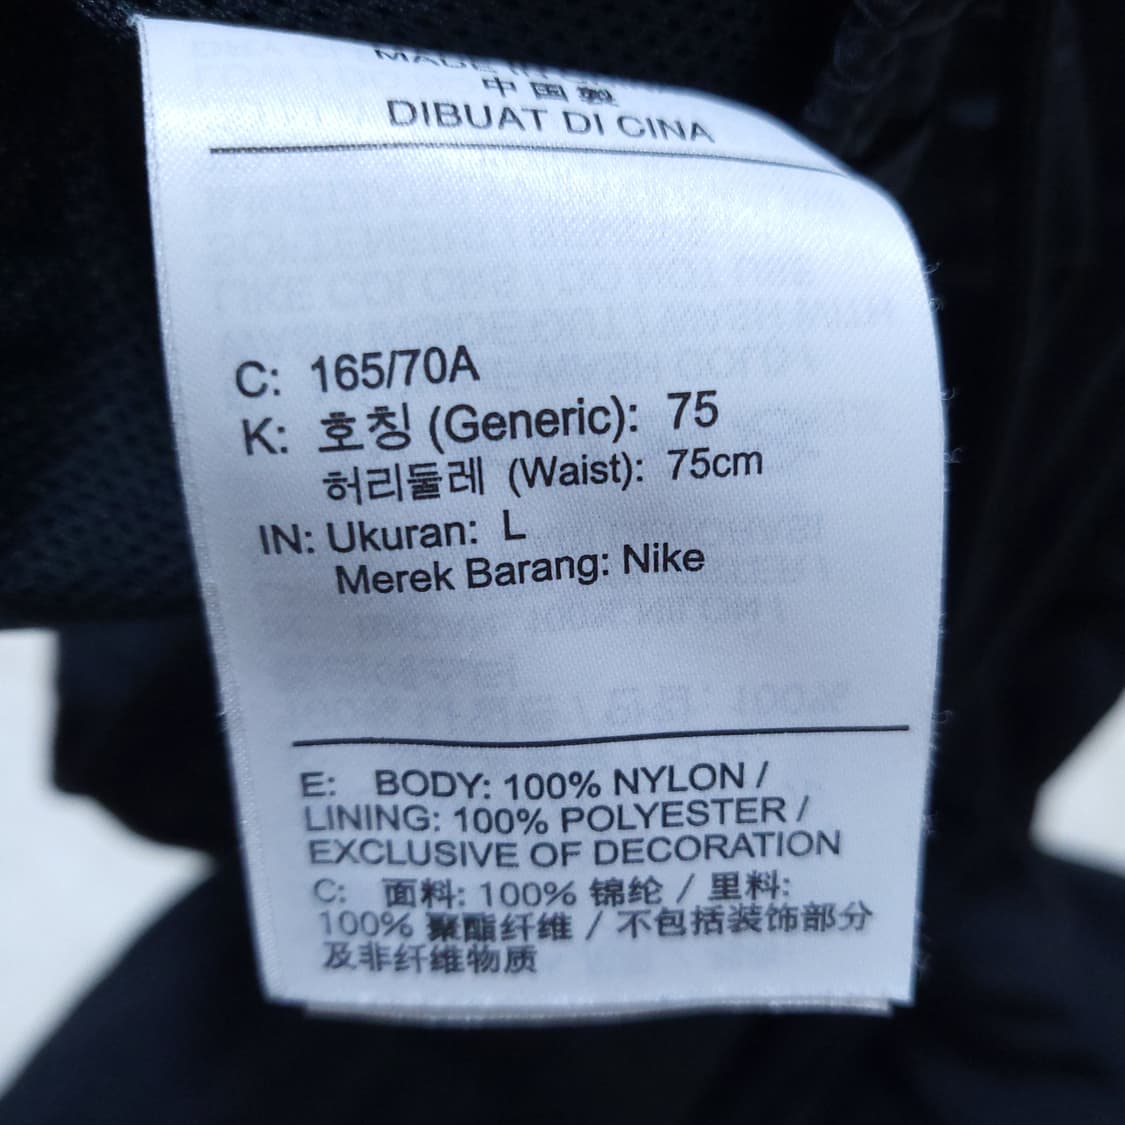 MADE IN CHINA
中国製
DIBUAT DI CINA
C: 165/70A
K: 호칭 (Generic): 75
허리둘레 (Waist): 75cm
IN: Ukuran: L
Merek Barang: Nike
E: BODY: 100% NYLON /
LINING: 100% POLYESTER /
EXCLUSIVE OF DECORATION
C: 面料: 100% 锦纶 / 里料:
100% 聚酯纤维 / 不包括装饰部分
及非纤维物质